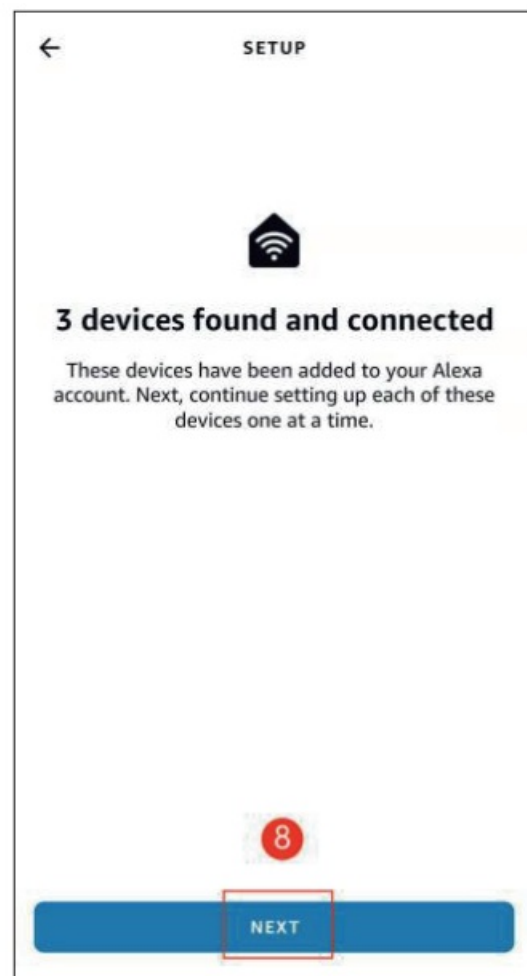 SETUP
3 devices found and connected
These devices have been added to your Alexa
account. Next, continue setting up each of these
devices one at a time.
8
NEXT